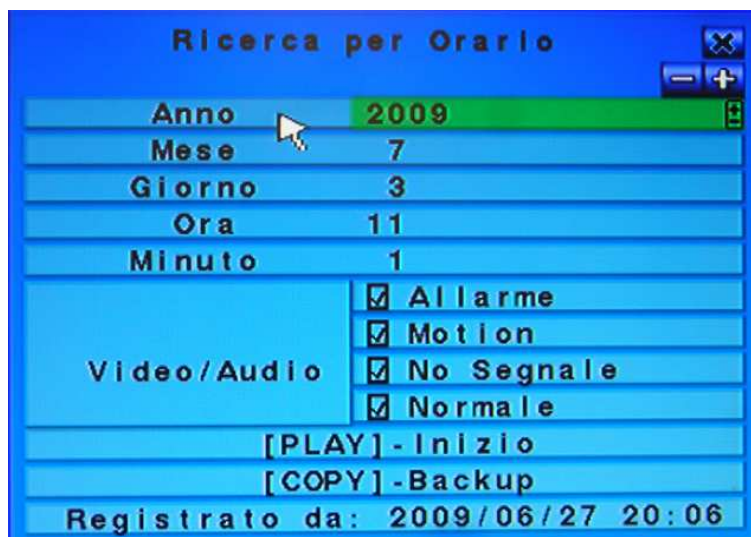 Ricerca per Orario
Anno 2009
Mese 7
Giorno 3
Ora 11
Minuto 1
Video/Audio
Allarme
Motion
No Segnale
Normale
[PLAY]-Inizio
[COPY]-Backup
Registrato da: 2009/06/27 20:06